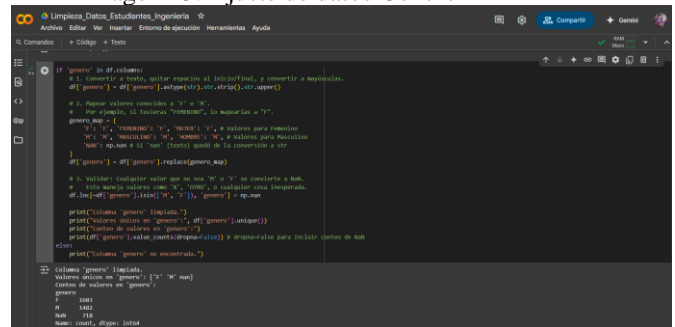 Limpieza_Datos_Estudiantes_Ingenieria
Archivo Editar Ver Insertar Entorno de ejecución Herramientas Ayuda
Compartir
Gemini
Comandos + Código + Texto
RAM
Disco
if 'genero' in df.columns:
# 1. Convertir a texto, quitar espacios al inicio/final, y convertir a mayúsculas.
df['genero'] = df['genero'].astype(str).str.strip().str.upper()
# 2. Mapear valores conocidos a 'F' o 'M'.
# Por ejemplo, si tuvieras "FEMENINO", lo mapearías a "F".
genero_map = {
'F': 'F', 'FEMENINO': 'F', 'MUJER': 'F', # Valores para Femenino
'M': 'M', 'MASCULINO': 'M', 'HOMBRE': 'M', # Valores para Masculino
'NAN': np.nan # Si 'nan' (texto) quedó de la conversión a str
}
df['genero'] = df['genero'].replace(genero_map)
# 3. Validar: Cualquier valor que no sea 'M' o 'F' se convierte a NaN.
# Esto maneja valores como 'X', 'OTRO', o cualquier cosa inesperada.
df.loc[~df['genero'].isin(['M', 'F']), 'genero'] = np.nan
print("Columna 'genero' limpiada.")
print("Valores únicos en 'genero':", df['genero'].unique())
print("Conteo de valores en 'genero':")
print(df['genero'].value_counts(dropna=False)) # dropna=False para incluir conteo de NaN
else:
print("Columna 'genero' no encontrada.")
Columna 'genero' limpiada.
Valores únicos en 'genero': ['F' 'M' nan]
Conteo de valores en 'genero':
genero
F 1603
M 1482
NaN 718
Name: count, dtype: int64